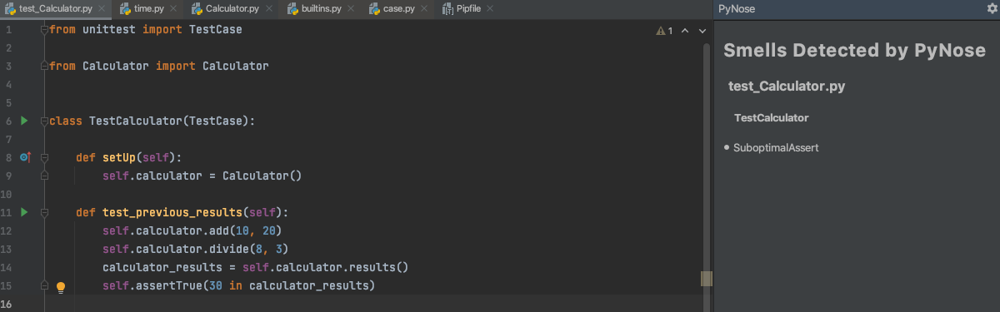 test_Calculator.py time.py Calculator.py builtins.py case.py Pipfile PyNose
1 from unittest import TestCase 1
2
3 from Calculator import Calculator
4
5
6 class TestCalculator(TestCase):
7
8 def setUp(self):
9 self.calculator = Calculator()
10
11 def test_previous_results(self):
12 self.calculator.add(10, 20)
13 self.calculator.divide(8, 3)
14 calculator_results = self.calculator.results()
15 self.assertTrue(30 in calculator_results)
16
Smells Detected by PyNose
test_Calculator.py
TestCalculator
• SuboptimalAssert